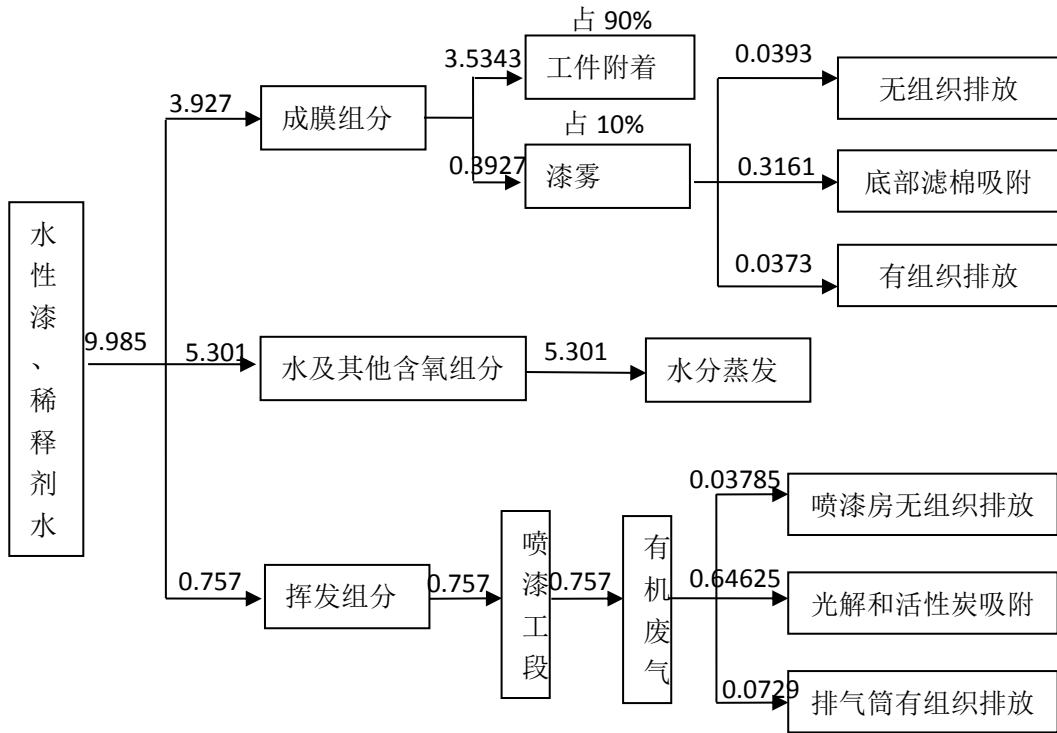 水性漆、稀释剂水
9.985
3.927
成膜组分
3.5343
占 90%
工件附着
0.3927
占 10%
漆雾
0.0393
无组织排放
0.3161
底部滤棉吸附
0.0373
有组织排放
5.301
水及其他含氧组分
5.301
水分蒸发
0.757
挥发组分
0.757
喷漆工段
0.757
有机废气
0.03785
喷漆房无组织排放
0.64625
光解和活性炭吸附
0.0729
排气筒有组织排放